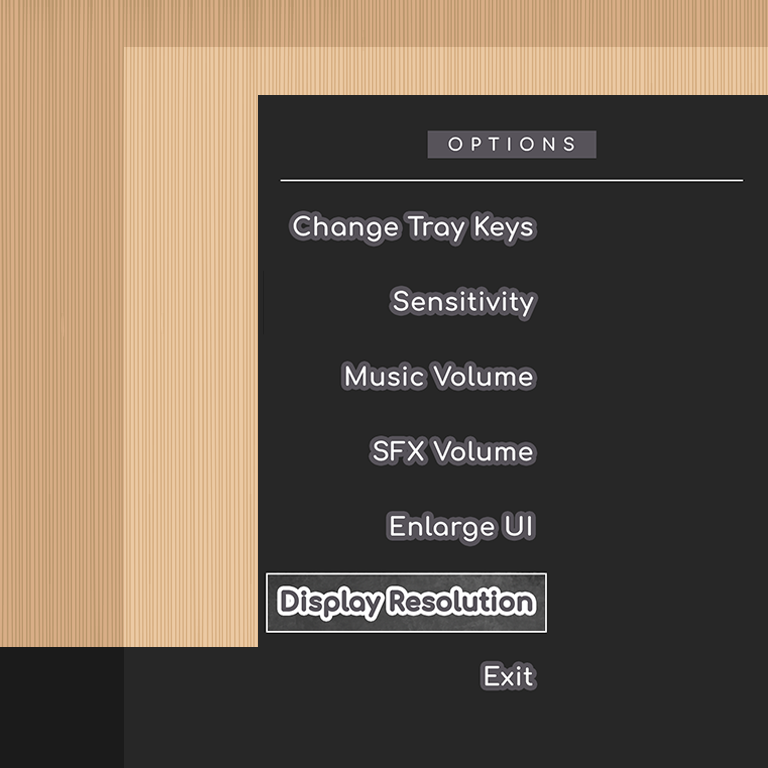 OPTIONS
Change Tray Keys
Sensitivity
Music Volume
SFX Volume
Enlarge UI
Display Resolution
Exit